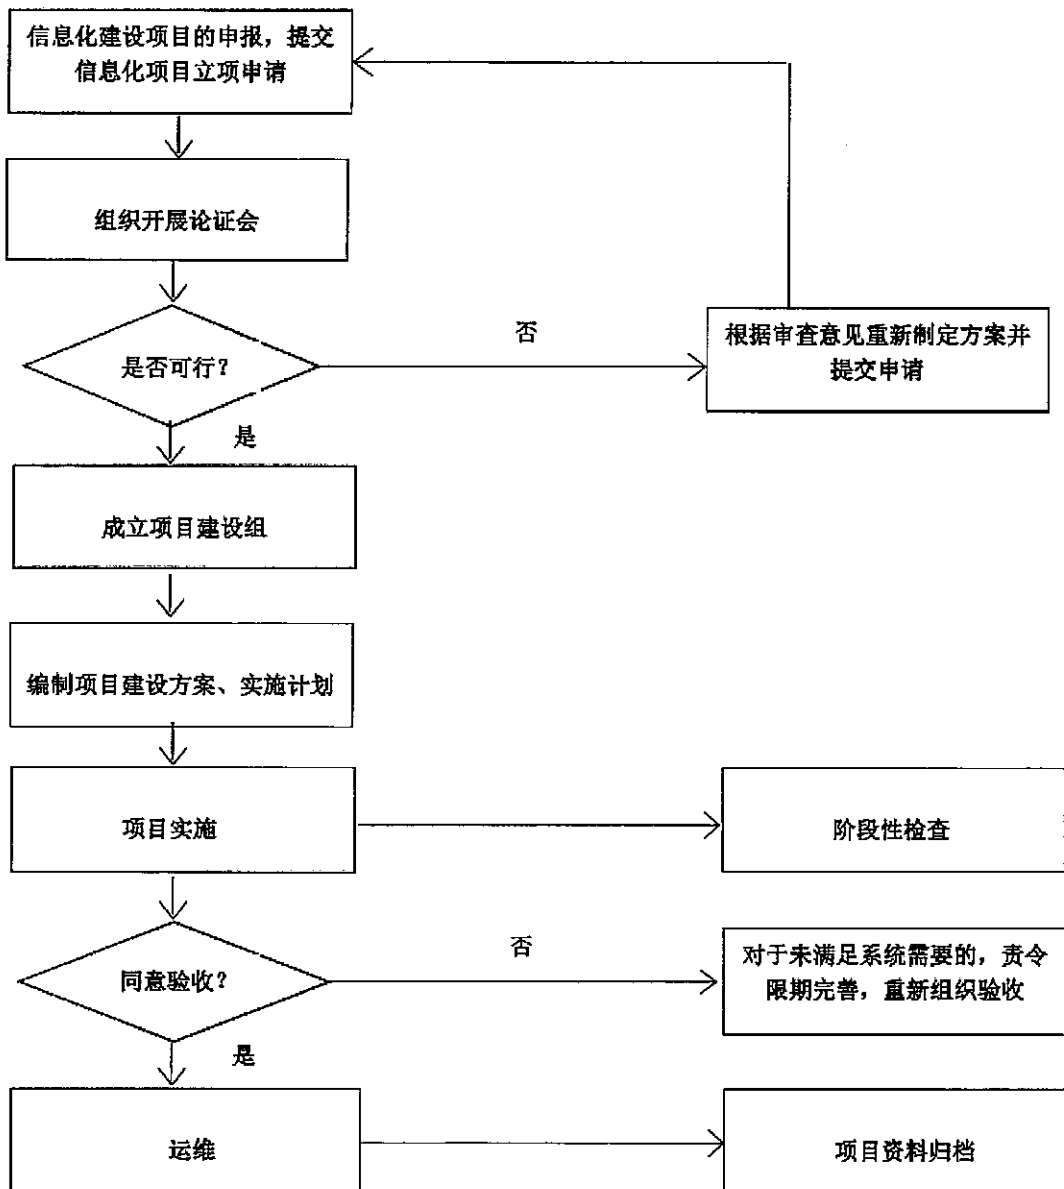 信息化建设项目的申报，提交
信息化项目立项申请
组织开展论证会
是否可行？
否
根据审查意见重新制定方案并
提交申请
是
成立项目建设组
编制项目建设方案、实施计划
项目实施
阶段性检查
同意验收？
否
对于未满足系统需要的，责令
限期完善，重新组织验收
是
运维
项目资料归档